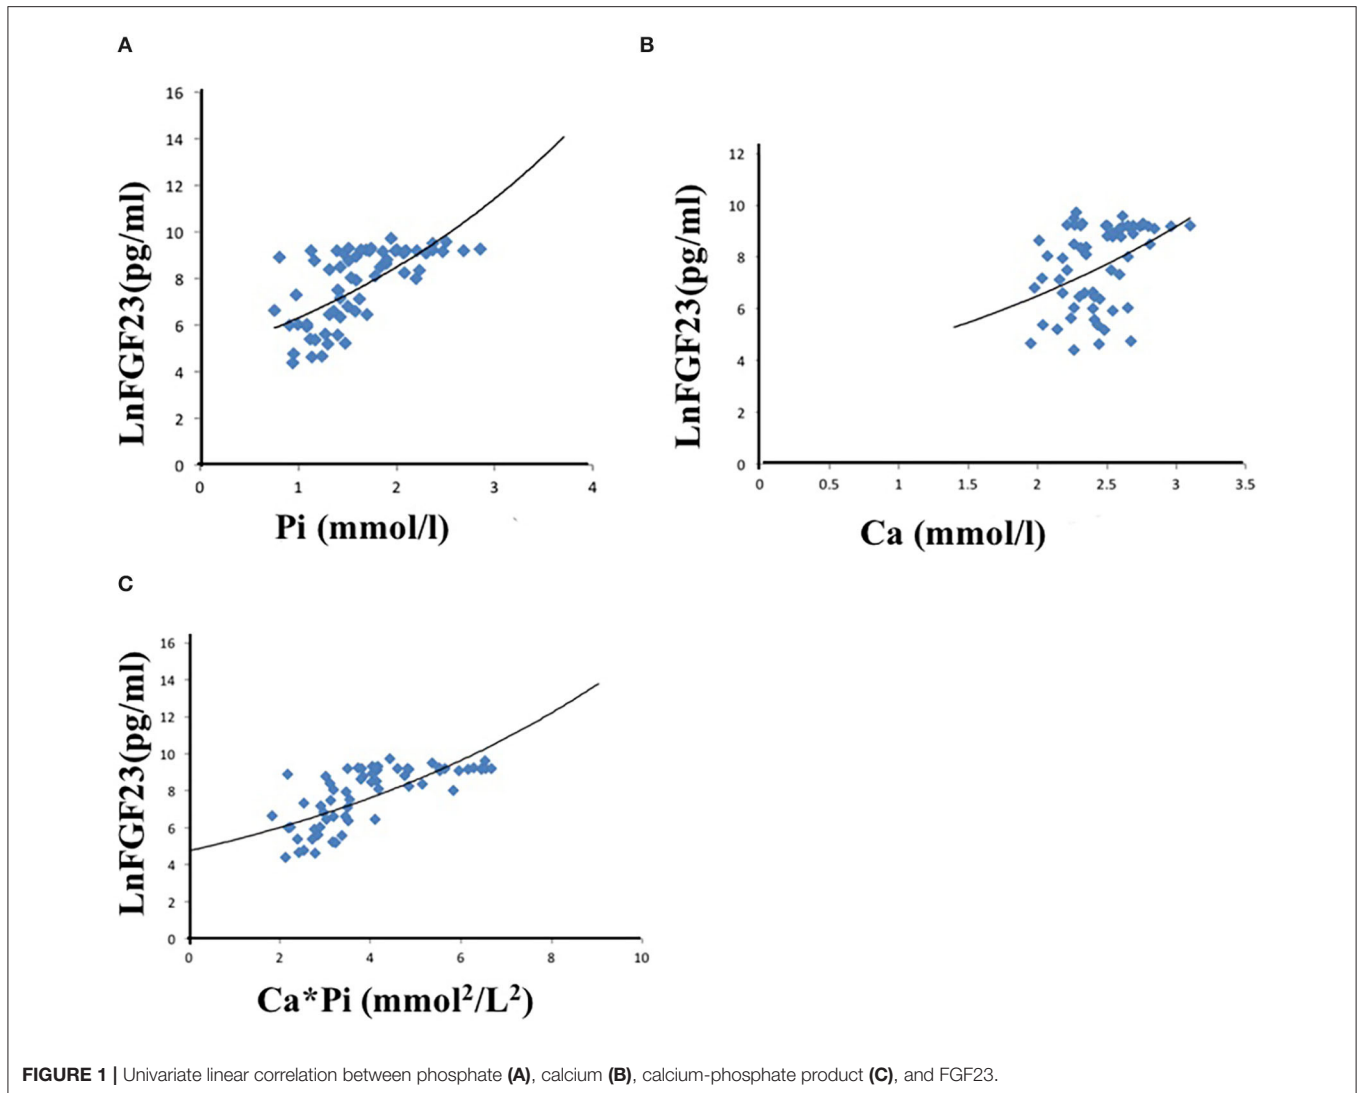 A
16
14
12
10
8
6
4
2
0
0 1 2 3 4
LnFGF23(pg/ml)
Pi (mmol/l)
B
12
10
8
6
4
2
0
0 0.5 1 1.5 2 2.5 3 3.5
LnFGF23(pg/ml)
Ca (mmol/l)
C
16
14
12
10
8
6
4
2
0
0 2 4 6 8 10
LnFGF23(pg/ml)
Ca*Pi (mmol²/L²)
FIGURE 1 | Univariate linear correlation between phosphate (A), calcium (B), calcium-phosphate product (C), and FGF23.